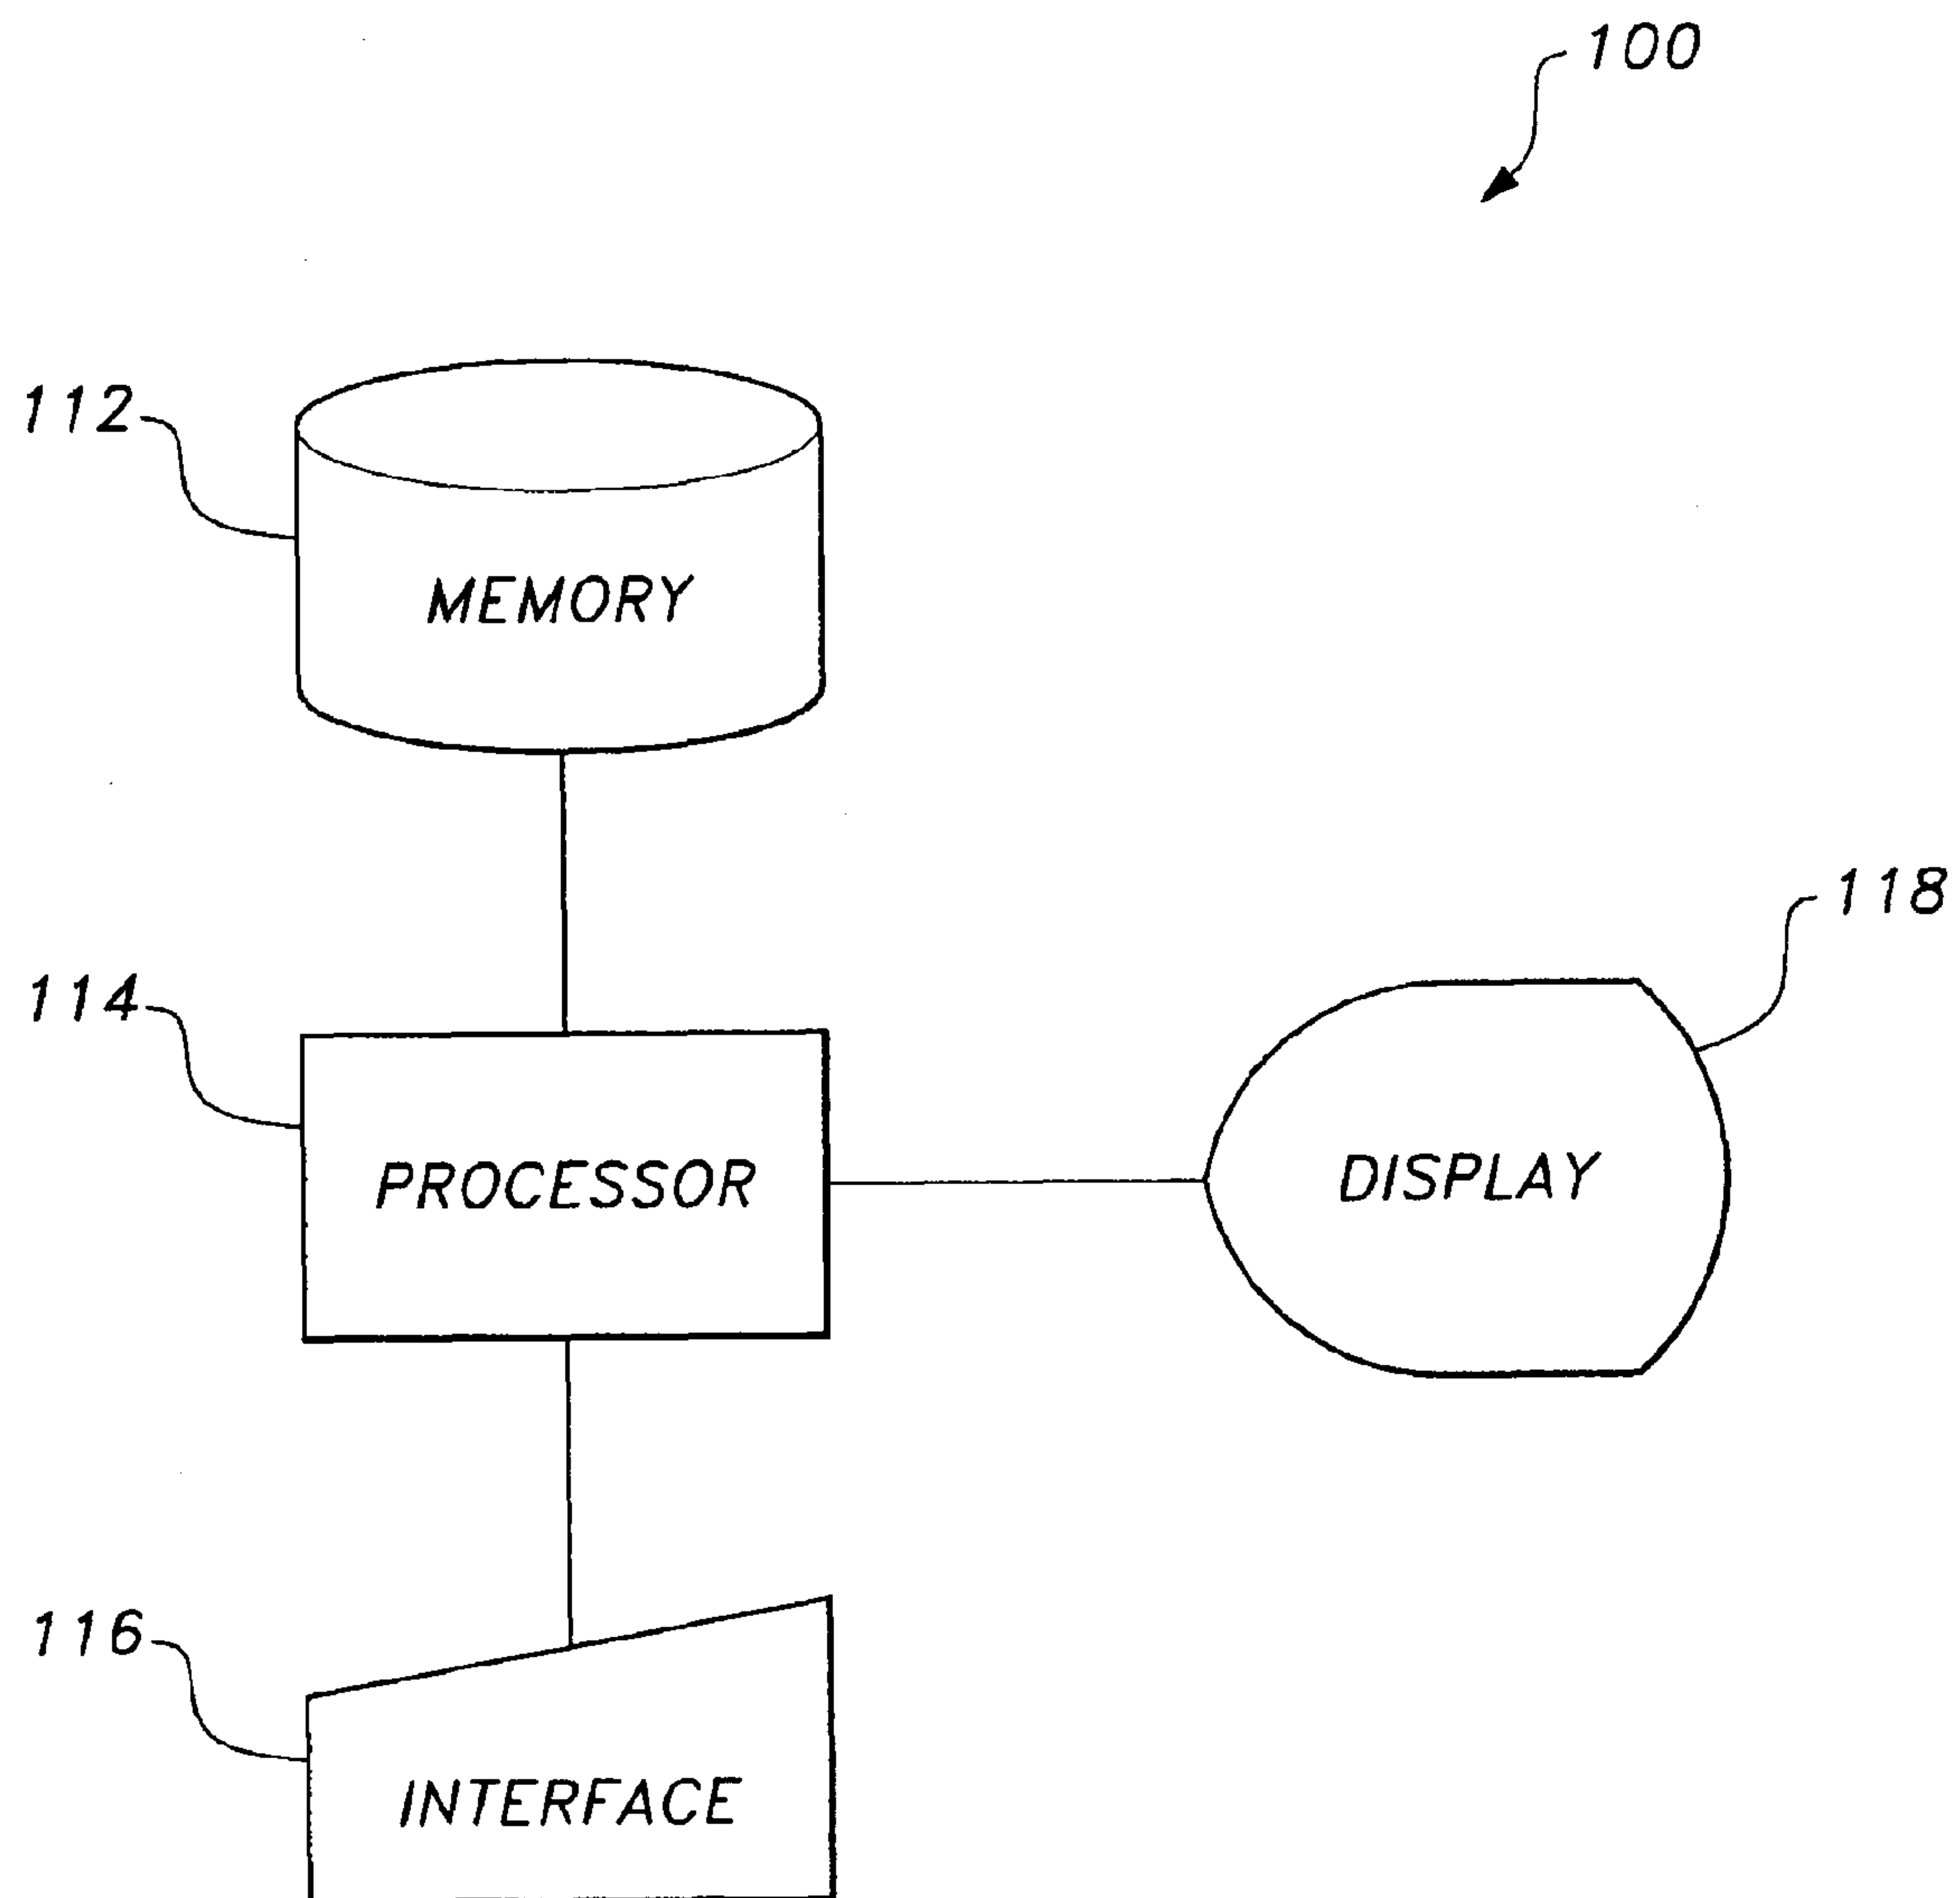 100
112
MEMORY
118
114
PROCESSOR
DISPLAY
116
INTERFACE